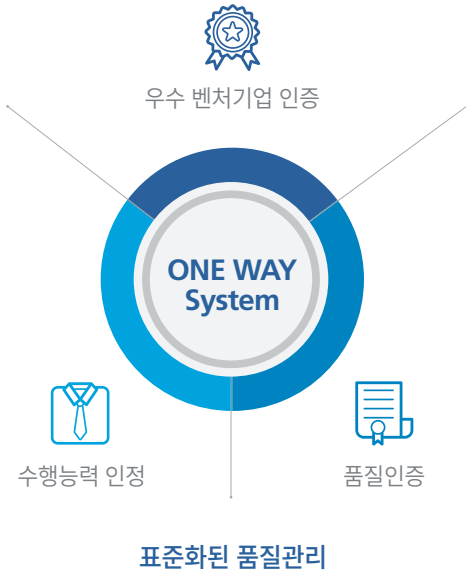 우수 벤처기업 인증
ONE WAY
System
수행능력 인정
품질인증
표준화된 품질관리